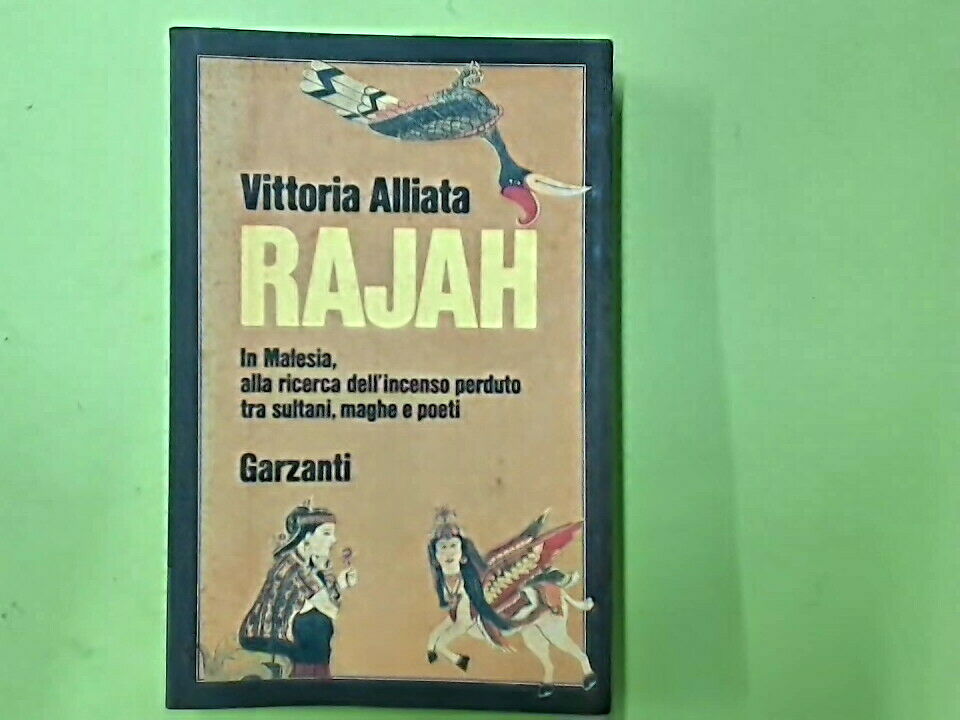 Vittoria Alliata
RAJAH
In Malesia,
alla ricerca dell'incenso perduto
tra sultani, maghe e poeti
Garzanti